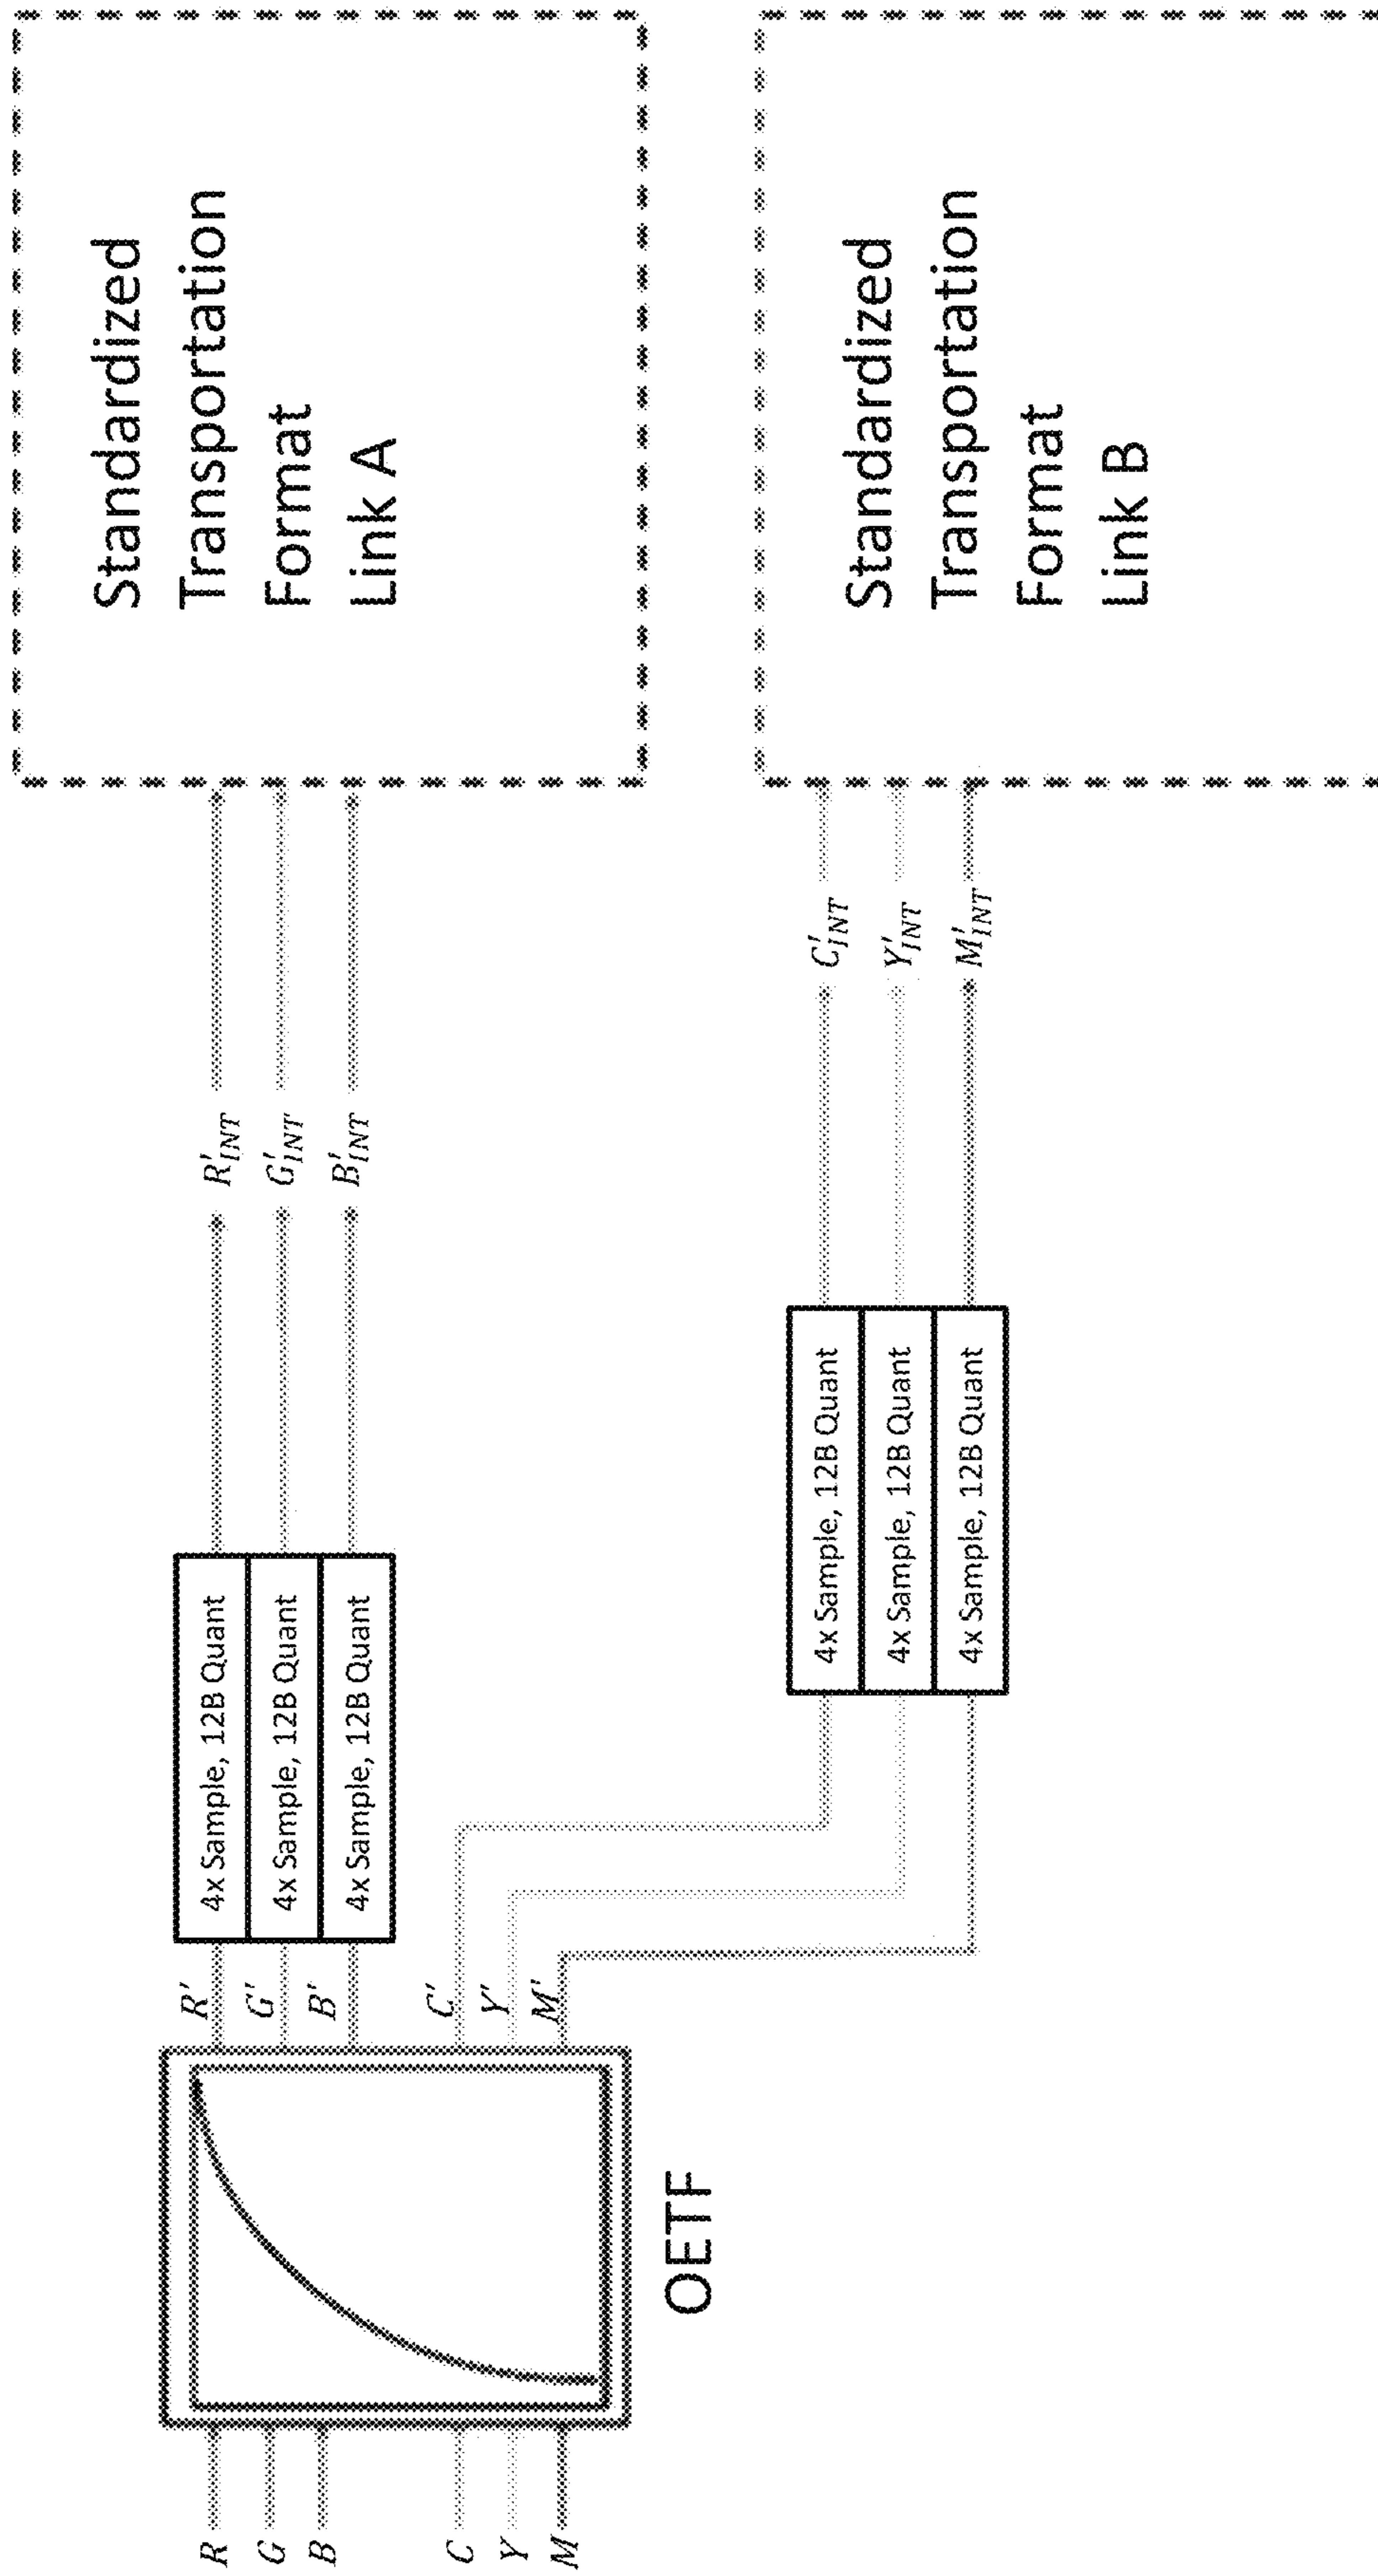 R
G
B
C
Y
M
OETF
R'
G'
B'
C'
Y'
M'
4x Sample, 12B Quant
4x Sample, 12B Quant
4x Sample, 12B Quant
4x Sample, 12B Quant
4x Sample, 12B Quant
4x Sample, 12B Quant
R'INT
G'INT
B'INT
C'INT
Y'INT
M'INT
Standardized
Transportation
Format
Link A
Standardized
Transportation
Format
Link B